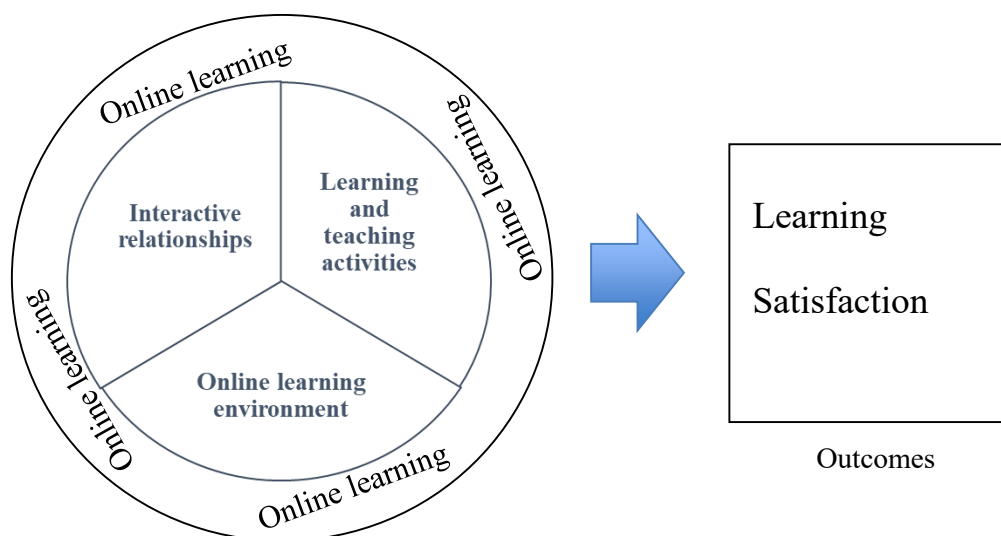 Online learning
Online learning
Interactive
relationships
Learning
and
teaching
activities
Online learning
environment
Online learning
Online learning
Learning
Satisfaction
Outcomes